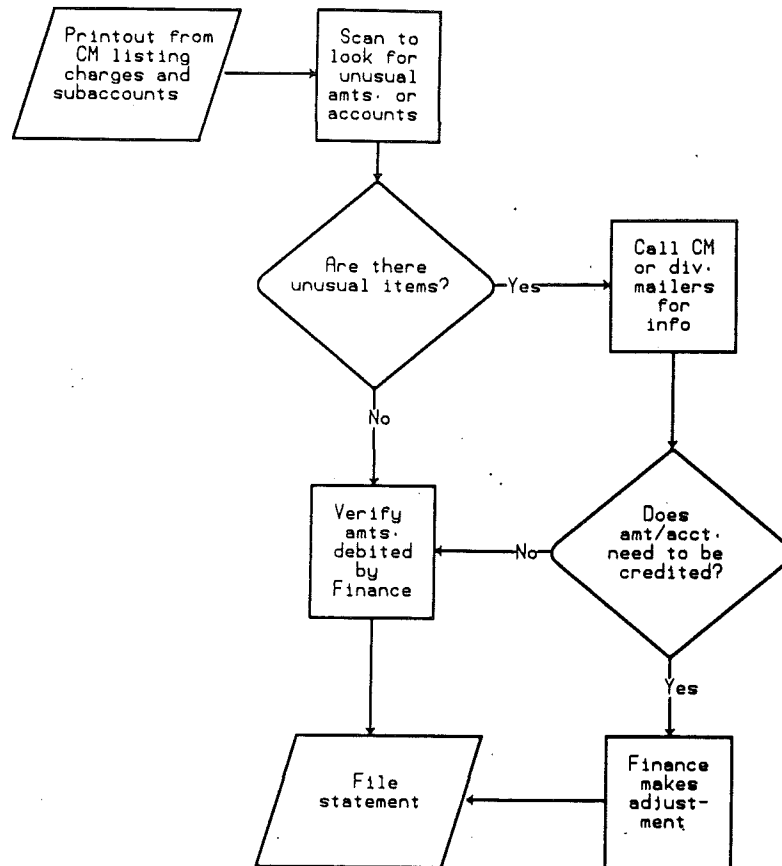 Printout from
CM listing
charges and
subaccounts
Scan to
look for
unusual
amts. or
accounts
Are there
unusual items?
Yes
Call CM
or div.
mailers
for
info
No
Verify
amts.
debited
by
Finance
No
Does
amt/acct.
need to be
credited?
Yes
File
statement
Finance
makes
adjust-
ment